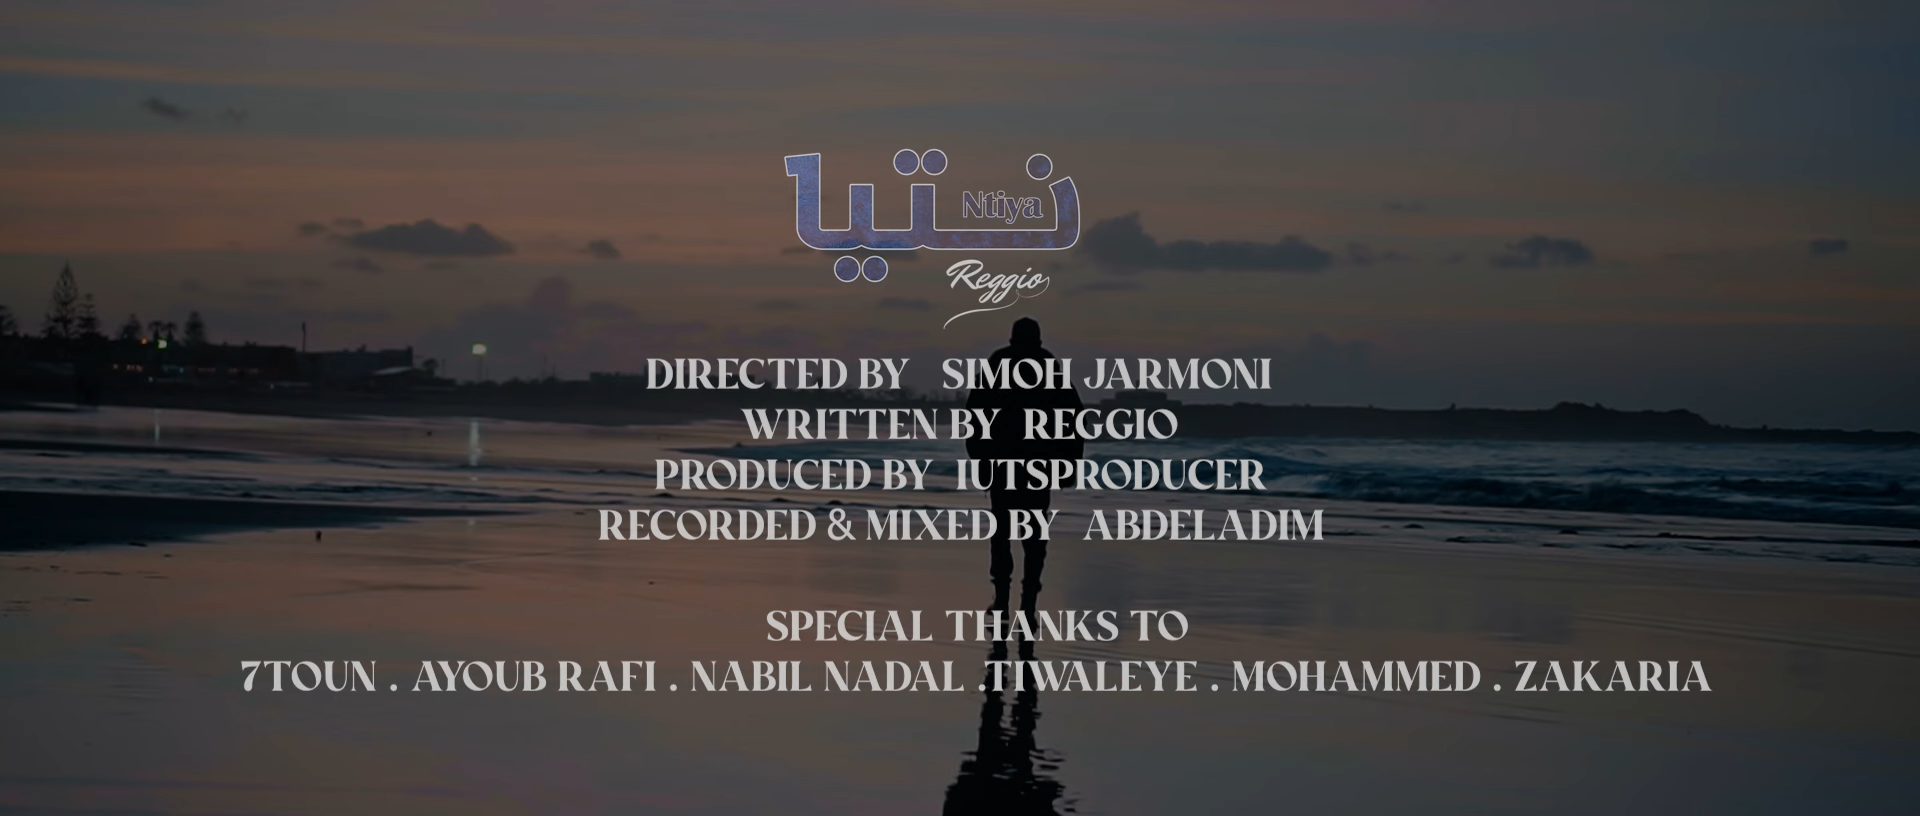 نتيا
Ntiya
Reggio
DIRECTED BY SIMOH JARMONI
WRITTEN BY REGGIO
PRODUCED BY IUTSPRODUCER
RECORDED & MIXED BY ABDELADIM
SPECIAL THANKS TO
7TOUN . AYOUB RAFI . NABIL NADAL .TIWALEYE . MOHAMMED . ZAKARIA